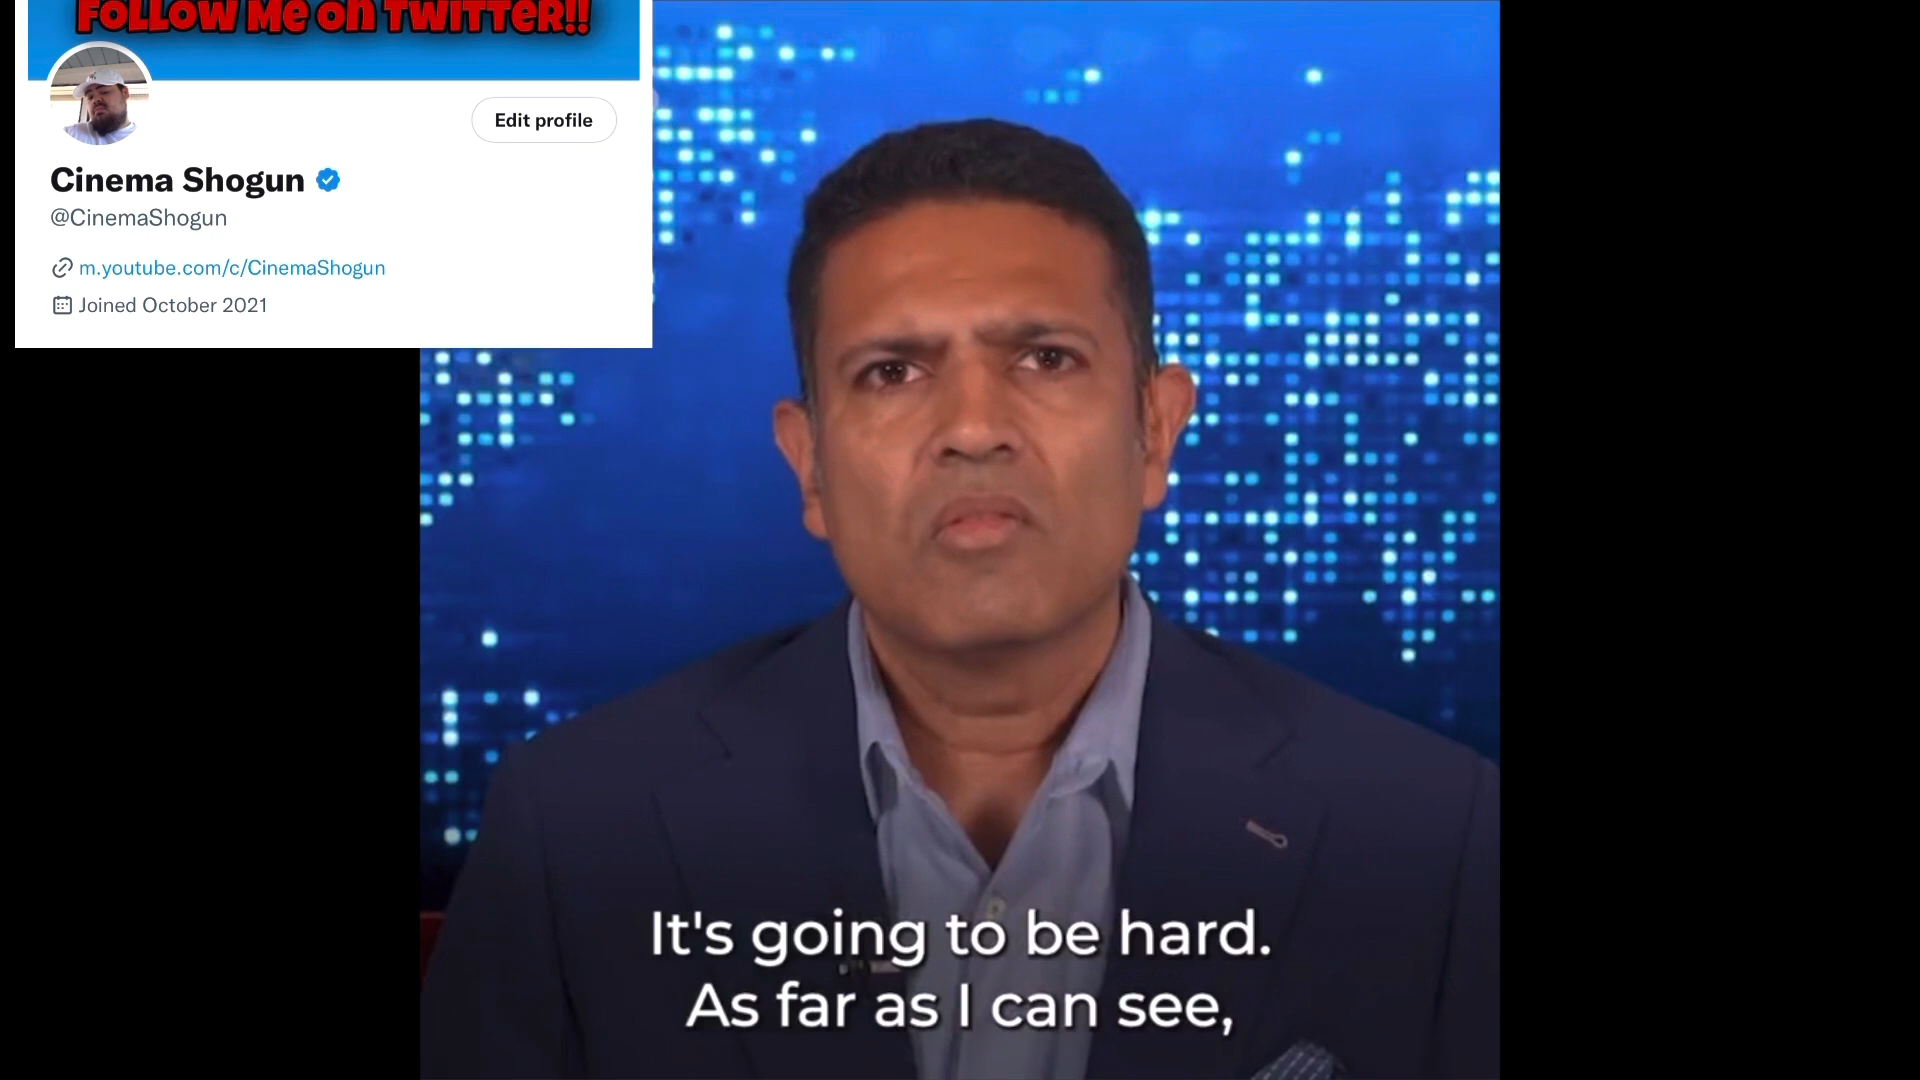 FOLLOW ME ON TWITTER!!
Edit profile
Cinema Shogun
@CinemaShogun
m.youtube.com/c/CinemaShogun
Joined October 2021
It's going to be hard.
As far as I can see,